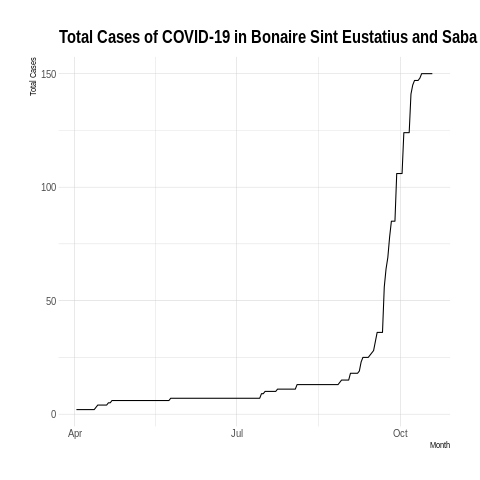 Total Cases of COVID-19 in Bonaire Sint Eustatius and Saba
Total Cases
150
100
50
0
Apr
Jul
Oct
Month